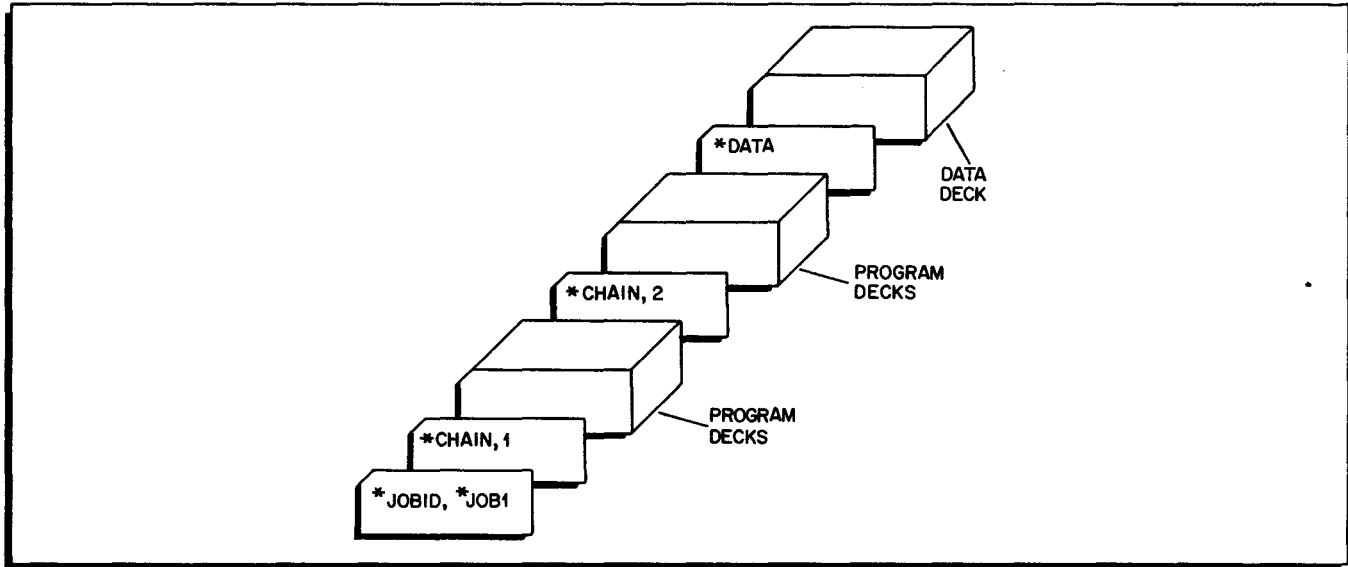 *DATA
DATA
DECK
*CHAIN, 2
PROGRAM
DECKS
*CHAIN, 1
PROGRAM
DECKS
*JOBID, *JOB1